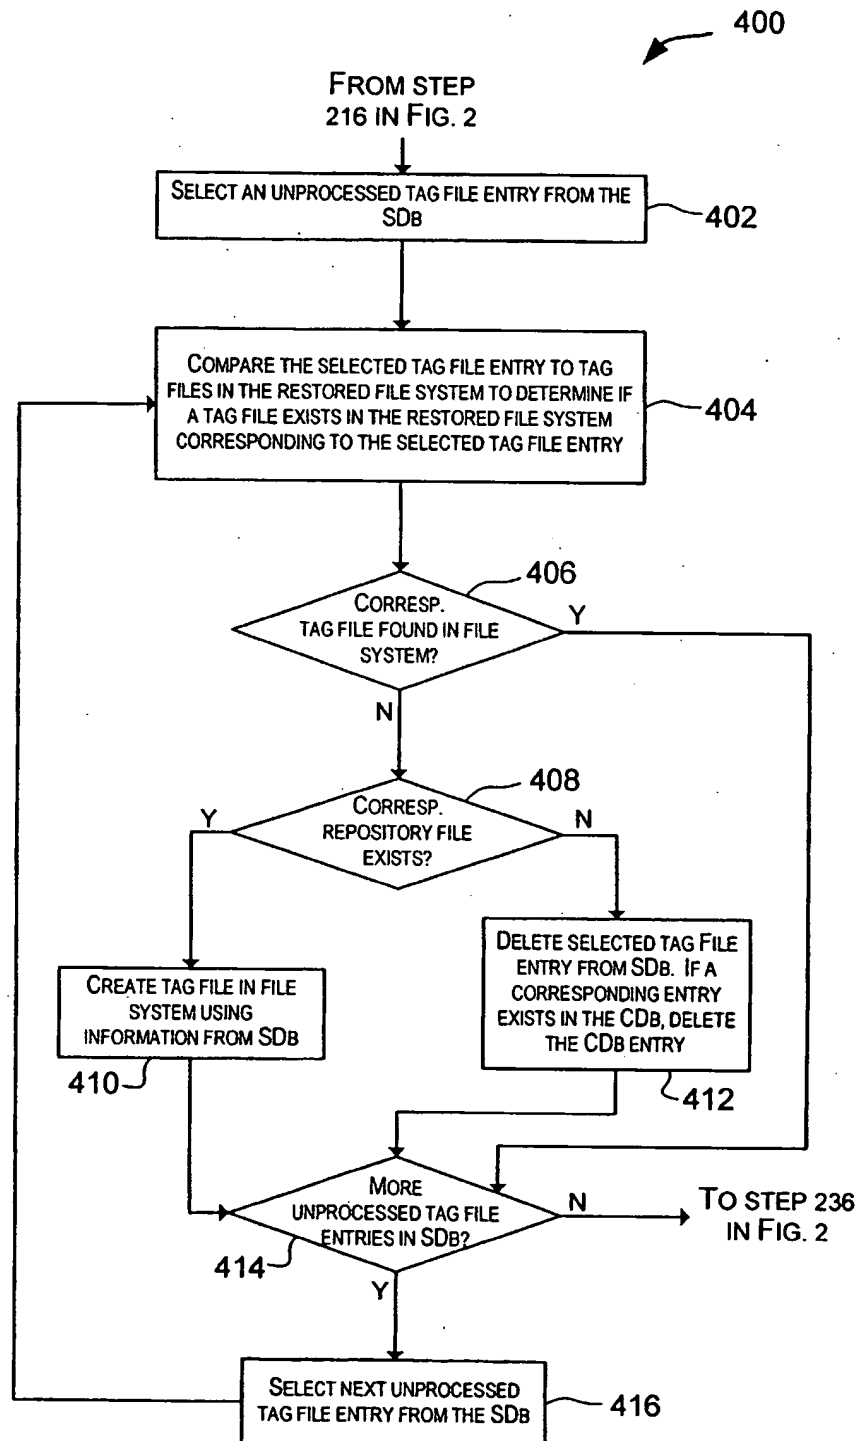 400
FROM STEP
216 IN FIG. 2
SELECT AN UNPROCESSED TAG FILE ENTRY FROM THE
SDB
402
COMPARE THE SELECTED TAG FILE ENTRY TO TAG
FILES IN THE RESTORED FILE SYSTEM TO DETERMINE IF
A TAG FILE EXISTS IN THE RESTORED FILE SYSTEM
CORRESPONDING TO THE SELECTED TAG FILE ENTRY
404
406
CORRESP.
TAG FILE FOUND IN FILE
SYSTEM?
Y
N
408
CORRESP.
REPOSITORY FILE
EXISTS?
Y
N
CREATE TAG FILE IN FILE
SYSTEM USING
INFORMATION FROM SDB
410
DELETE SELECTED TAG FILE
ENTRY FROM SDB. IF A
CORRESPONDING ENTRY
EXISTS IN THE CDB, DELETE
THE CDB ENTRY
412
MORE
UNPROCESSED TAG FILE
ENTRIES IN SDB?
414
N
TO STEP 236
IN FIG. 2
Y
SELECT NEXT UNPROCESSED
TAG FILE ENTRY FROM THE SDB
416